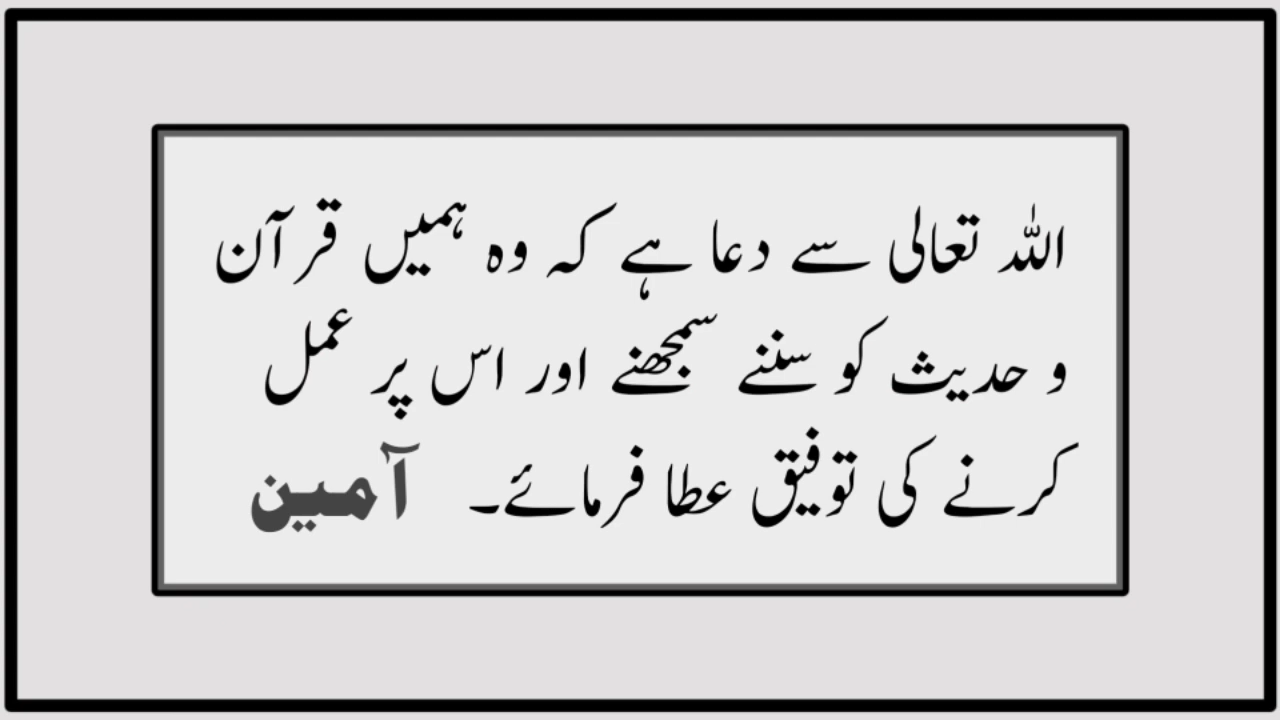 اللہ تعالی سے دعا ہے کہ وہ ہمیں قرآن
و حدیث کو سننے سمجھنے اور اس پر عمل
کرنے کی توفیق عطا فرمائے۔ آمین